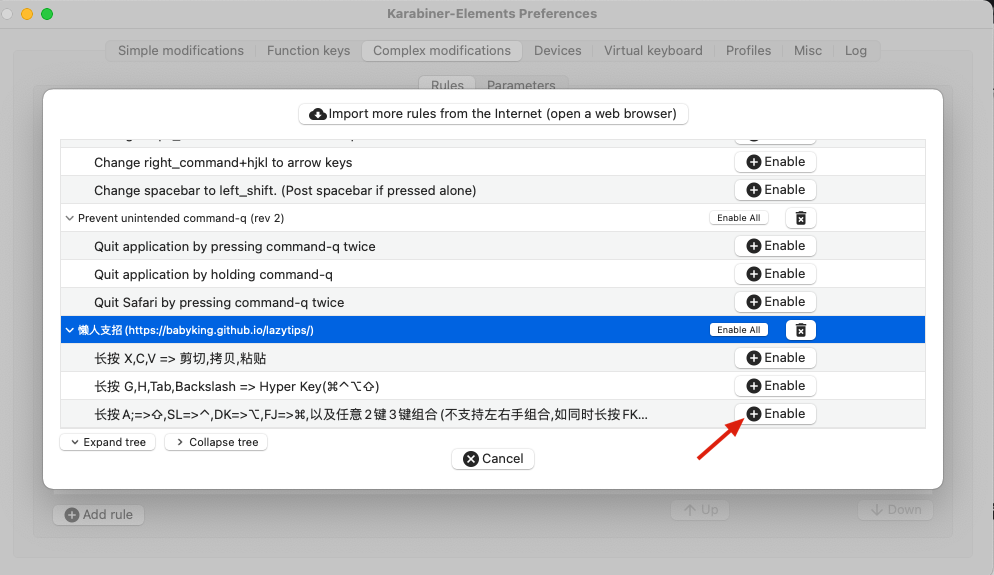 Karabiner-Elements Preferences
Simple modifications Function keys Complex modifications Devices Virtual keyboard Profiles Misc Log
Rules Parameters
Import more rules from the Internet (open a web browser)
Change right_command+hjkl to arrow keys Enable
Change spacebar to left_shift. (Post spacebar if pressed alone) Enable
Prevent unintended command-q (rev 2) Enable All
Quit application by pressing command-q twice Enable
Quit application by holding command-q Enable
Quit Safari by pressing command-q twice Enable
懒人支招 (https://babyking.github.io/lazytips/) Enable All
长按 X,C,V => 剪切,拷贝,粘贴 Enable
长按 G,H,Tab,Backslash => Hyper Key(⌘⌃⌥⇧) Enable
长按 A;=>⇧,SL=>⌃,DK=>⌥,FJ=>⌘,以及任意 2 键 3 键组合 (不支持左右手组合,如同时长按 FK... Enable
Expand tree Collapse tree
Cancel
Add rule Up Down